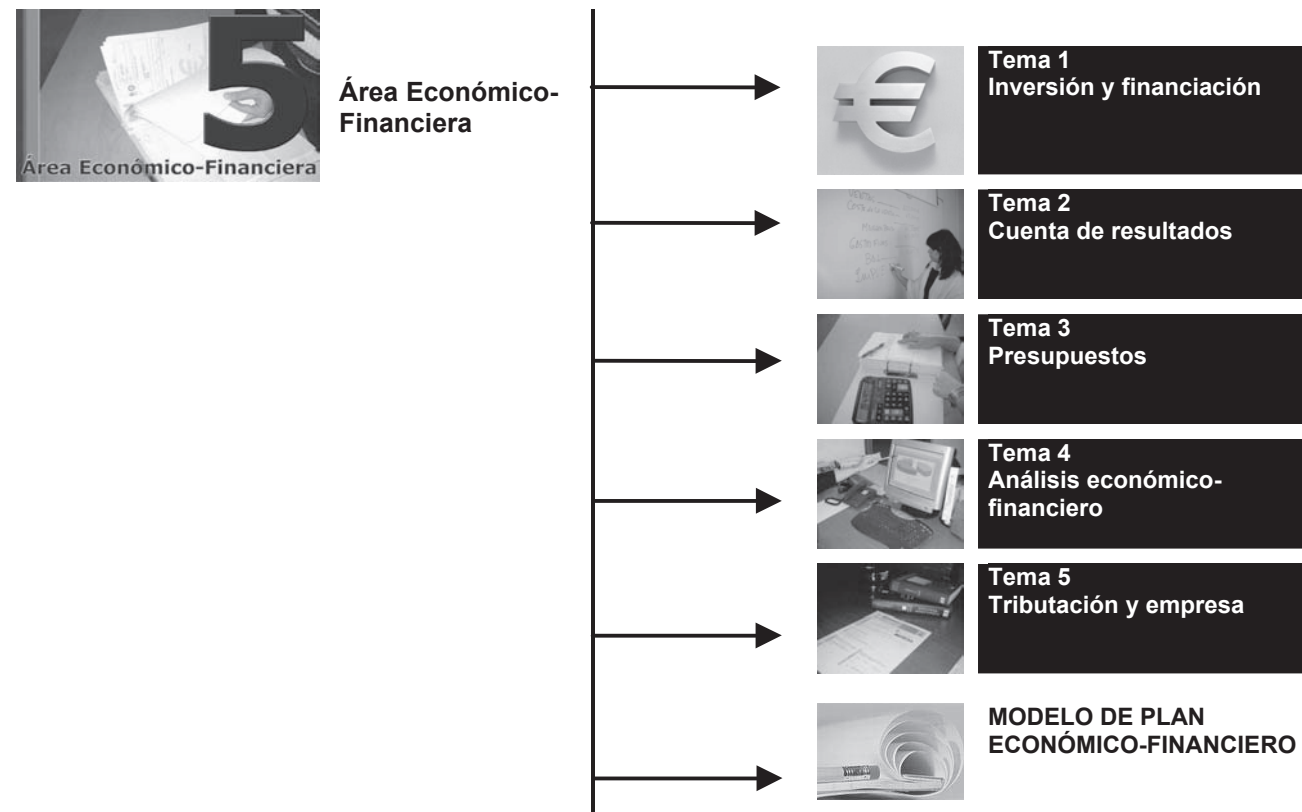 5
Área Económico-Financiera
Área Económico-
Financiera
Tema 1
Inversión y financiación
Tema 2
Cuenta de resultados
Tema 3
Presupuestos
Tema 4
Análisis económico-
financiero
Tema 5
Tributación y empresa
MODELO DE PLAN
ECONÓMICO-FINANCIERO